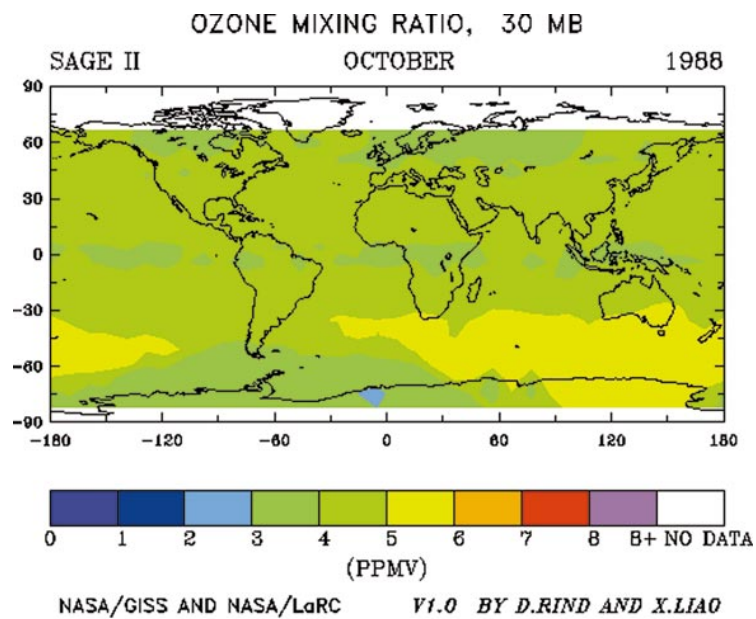 OZONE MIXING RATIO, 30 MB
SAGE II OCTOBER 1988
90
60
30
0
-30
-60
-90
-180 -120 -60 0 60 120 180
0 1 2 3 4 5 6 7 8 8+ NO DATA
(PPMV)
NASA/GISS AND NASA/LaRC V1.0 BY D.RIND AND X.LIAO